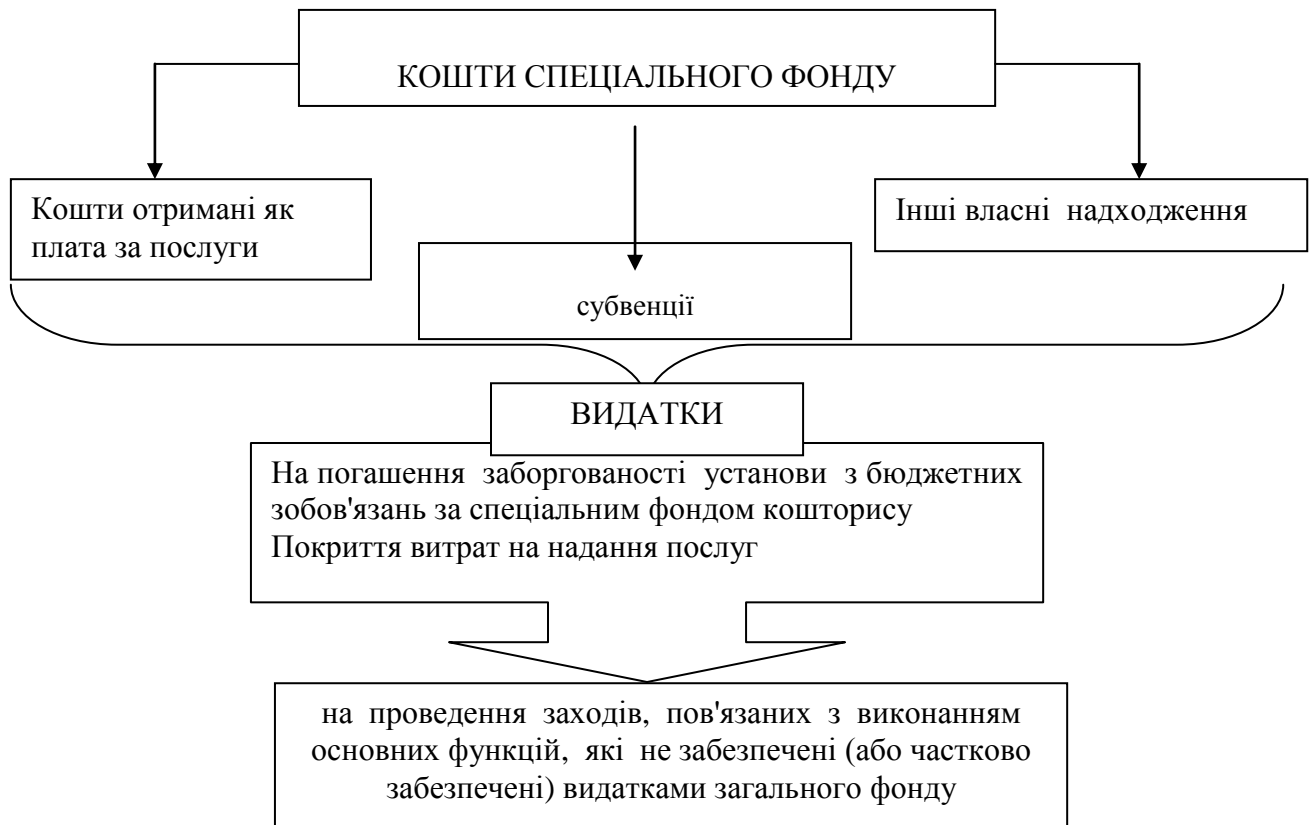 КОШТИ СПЕЦІАЛЬНОГО ФОНДУ
Кошти отримані як
плата за послуги
субвенції
Інші власні надходження
ВИДАТКИ
На погашення заборгованості установи з бюджетних
зобов'язань за спеціальним фондом кошторису
Покриття витрат на надання послуг
на проведення заходів, пов'язаних з виконанням
основних функцій, які не забезпечені (або частково
забезпечені) видатками загального фонду